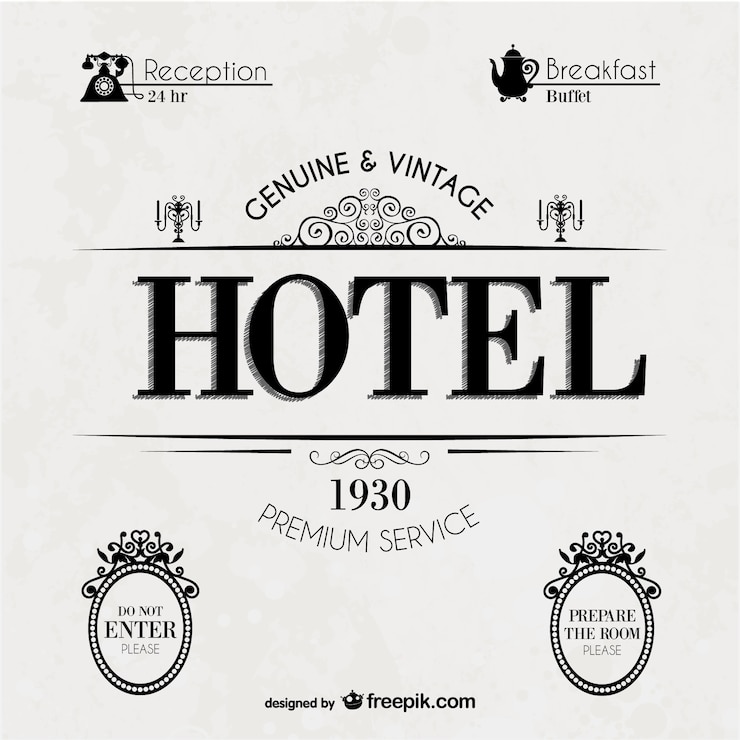 Reception
24 hr
Breakfast
Buffet
GENUINE & VINTAGE
HOTEL
1930
PREMIUM SERVICE
DO NOT
ENTER
PLEASE
PREPARE
THE ROOM
PLEASE
designed by freepik.com